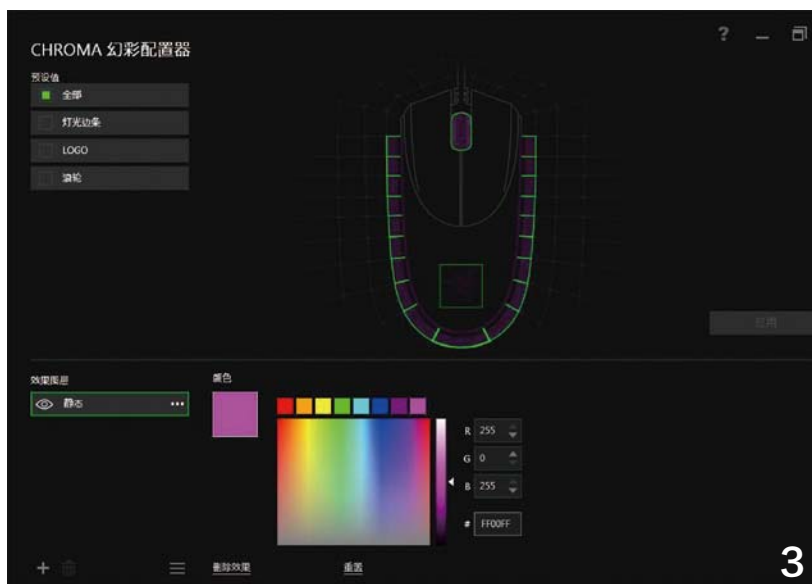 ?
CHROMA 幻彩配置器
预设值
全部
灯光边条
LOGO
滚轮
应用
效果图层
静态
颜色
R 255
G 0
B 255
# FF00FF
删除效果
重置
3